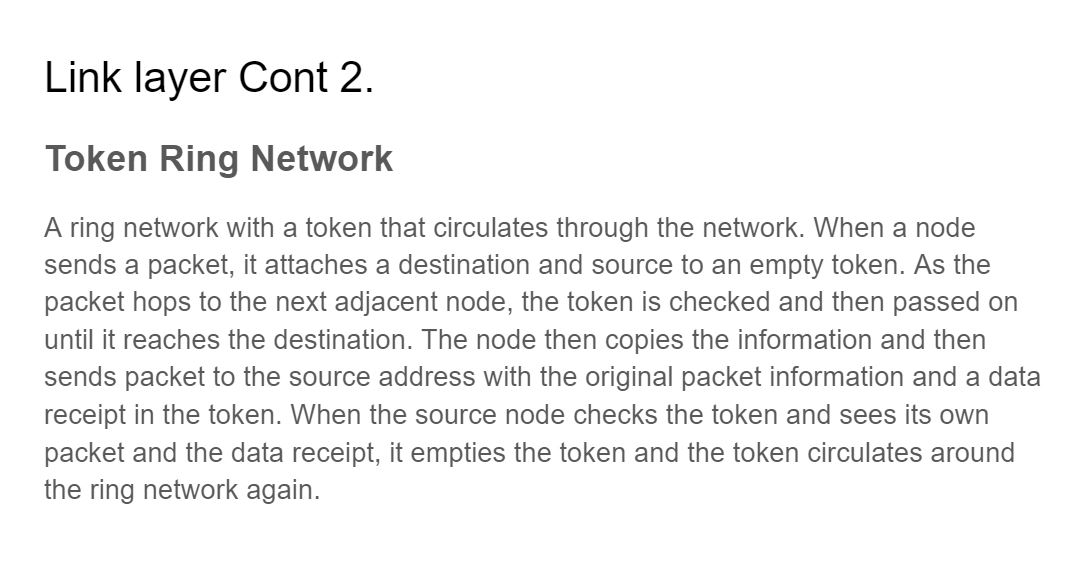 Link layer Cont 2.
Token Ring Network
A ring network with a token that circulates through the network. When a node
sends a packet, it attaches a destination and source to an empty token. As the
packet hops to the next adjacent node, the token is checked and then passed on
until it reaches the destination. The node then copies the information and then
sends packet to the source address with the original packet information and a data
receipt in the token. When the source node checks the token and sees its own
packet and the data receipt, it empties the token and the token circulates around
the ring network again.